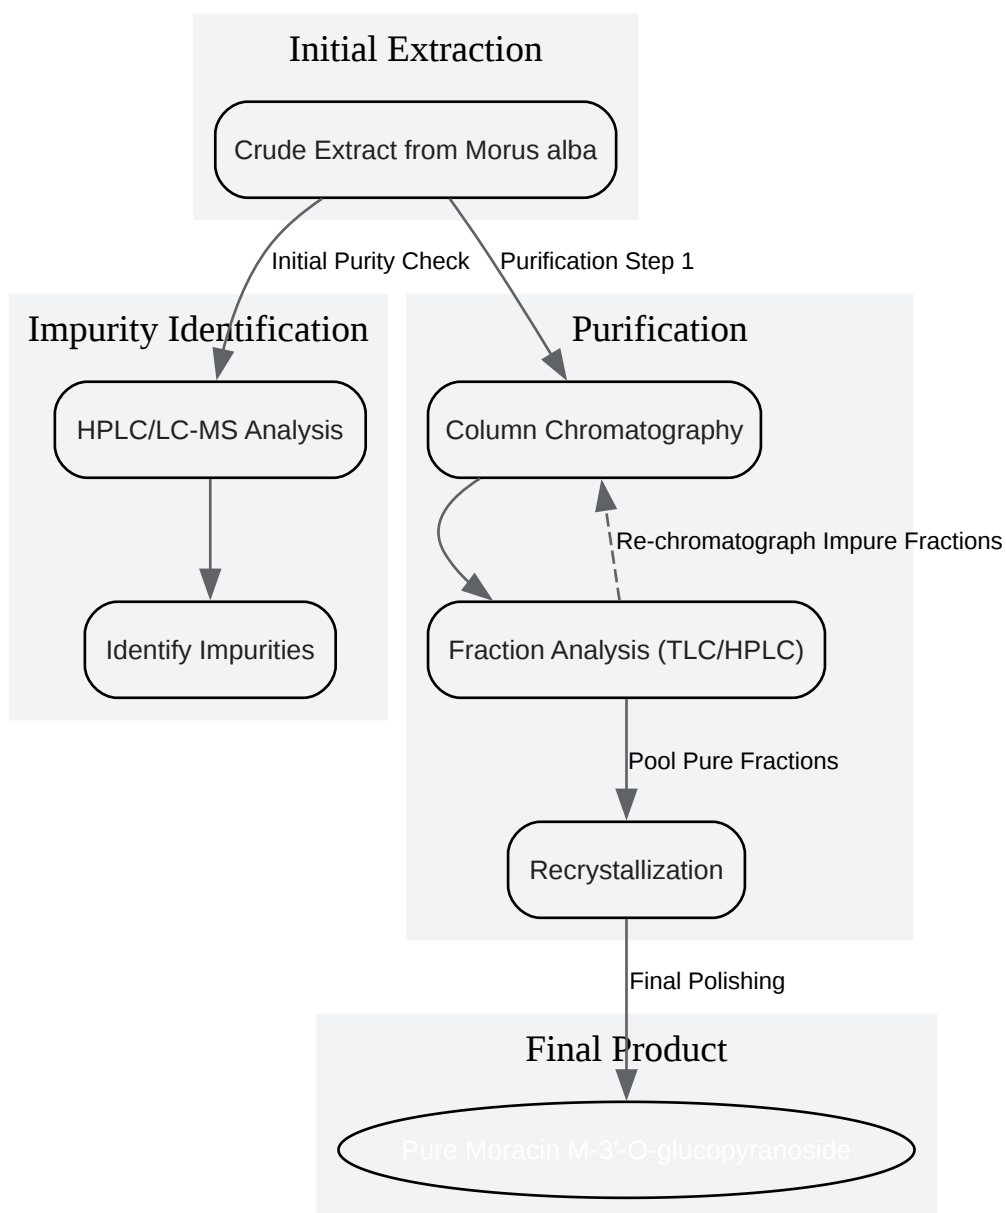 Initial Extraction
Crude Extract from Morus alba
Initial Purity Check
Purification Step 1
Impurity Identification
Purification
HPLC/LC-MS Analysis
Column Chromatography
Re-chromatograph Impure Fractions
Identify Impurities
Fraction Analysis (TLC/HPLC)
Pool Pure Fractions
Recrystallization
Final Polishing
Final Product
Pure Moracin M-3'-O-glucopyranoside